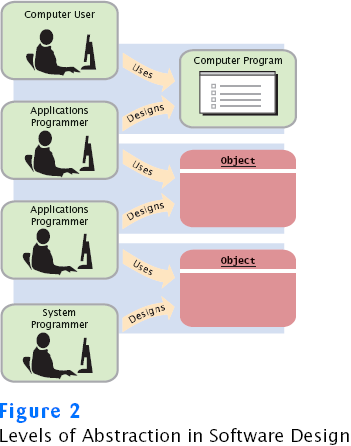 Computer User
Computer Program
Uses
Designs
Applications
Programmer
Object
Uses
Designs
Applications
Programmer
Object
Uses
Designs
System
Programmer
Figure 2
Levels of Abstraction in Software Design